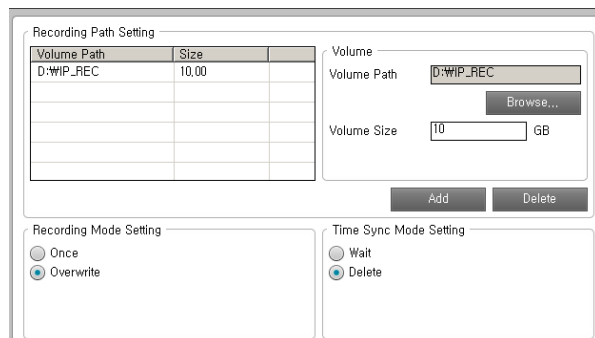 Recording Path Setting
Volume Path Size
D:₩IP_REC 10,00
Volume
Volume Path D:₩IP_REC
Browse...
Volume Size 10 GB
Add Delete
Recording Mode Setting
Once
Overwrite
Time Sync Mode Setting
Wait
Delete